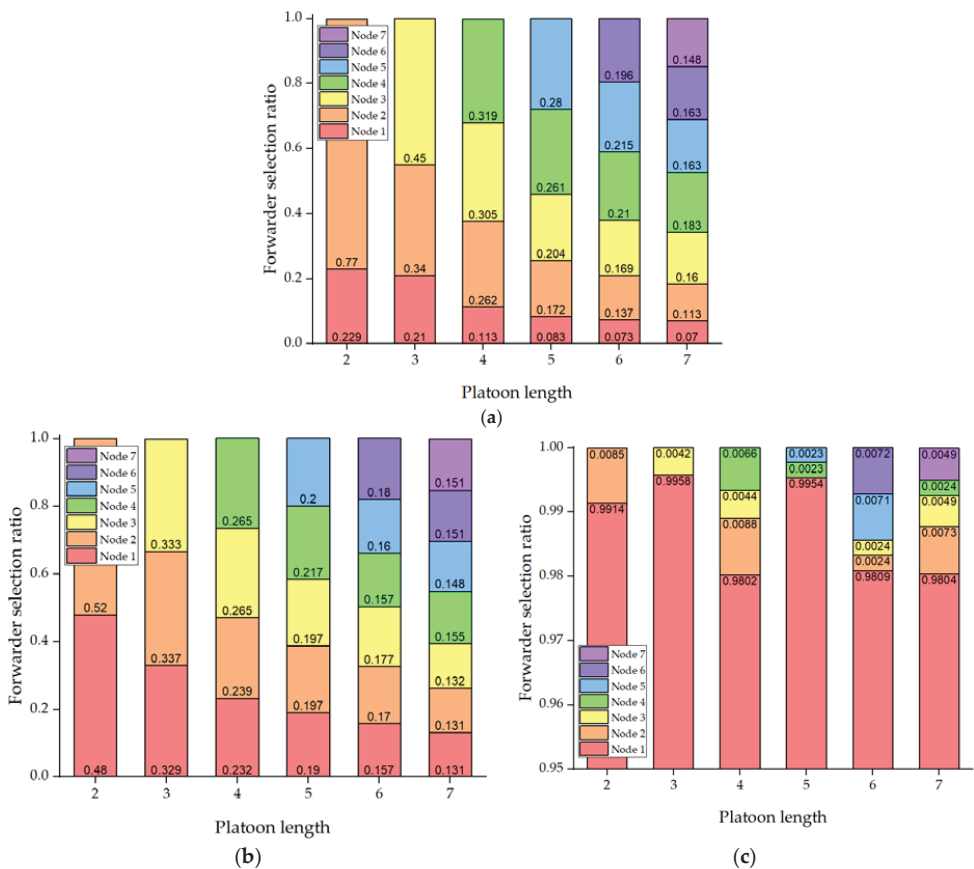 1.0
0.8
0.6
0.4
0.2
0.0
Forwarder selection ratio
Node 7
Node 6
Node 5
Node 4
Node 3
Node 2
Node 1
0.77
0.229
0.45
0.34
0.21
0.319
0.305
0.262
0.113
0.28
0.261
0.204
0.172
0.083
0.196
0.215
0.21
0.169
0.137
0.073
0.148
0.163
0.163
0.183
0.16
0.113
0.07
2 3 4 5 6 7
Platoon length
(a)
1.0
0.8
0.6
0.4
0.2
0.0
Forwarder selection ratio
Node 7
Node 6
Node 5
Node 4
Node 3
Node 2
Node 1
0.52
0.48
0.333
0.337
0.329
0.265
0.265
0.239
0.232
0.2
0.217
0.197
0.197
0.19
0.18
0.16
0.157
0.177
0.17
0.157
0.151
0.151
0.148
0.155
0.132
0.131
0.131
2 3 4 5 6 7
Platoon length
(b)
1.00
0.99
0.98
0.97
0.96
0.95
Forwarder selection ratio
0.0085
0.9914
0.0042
0.9958
0.0066
0.0044
0.0088
0.9802
0.0023
0.0023
0.9954
0.0072
0.0071
0.0024
0.0024
0.9809
0.0049
0.0024
0.0049
0.0073
0.9804
Node 7
Node 6
Node 5
Node 4
Node 3
Node 2
Node 1
2 3 4 5 6 7
Platoon length
(c)